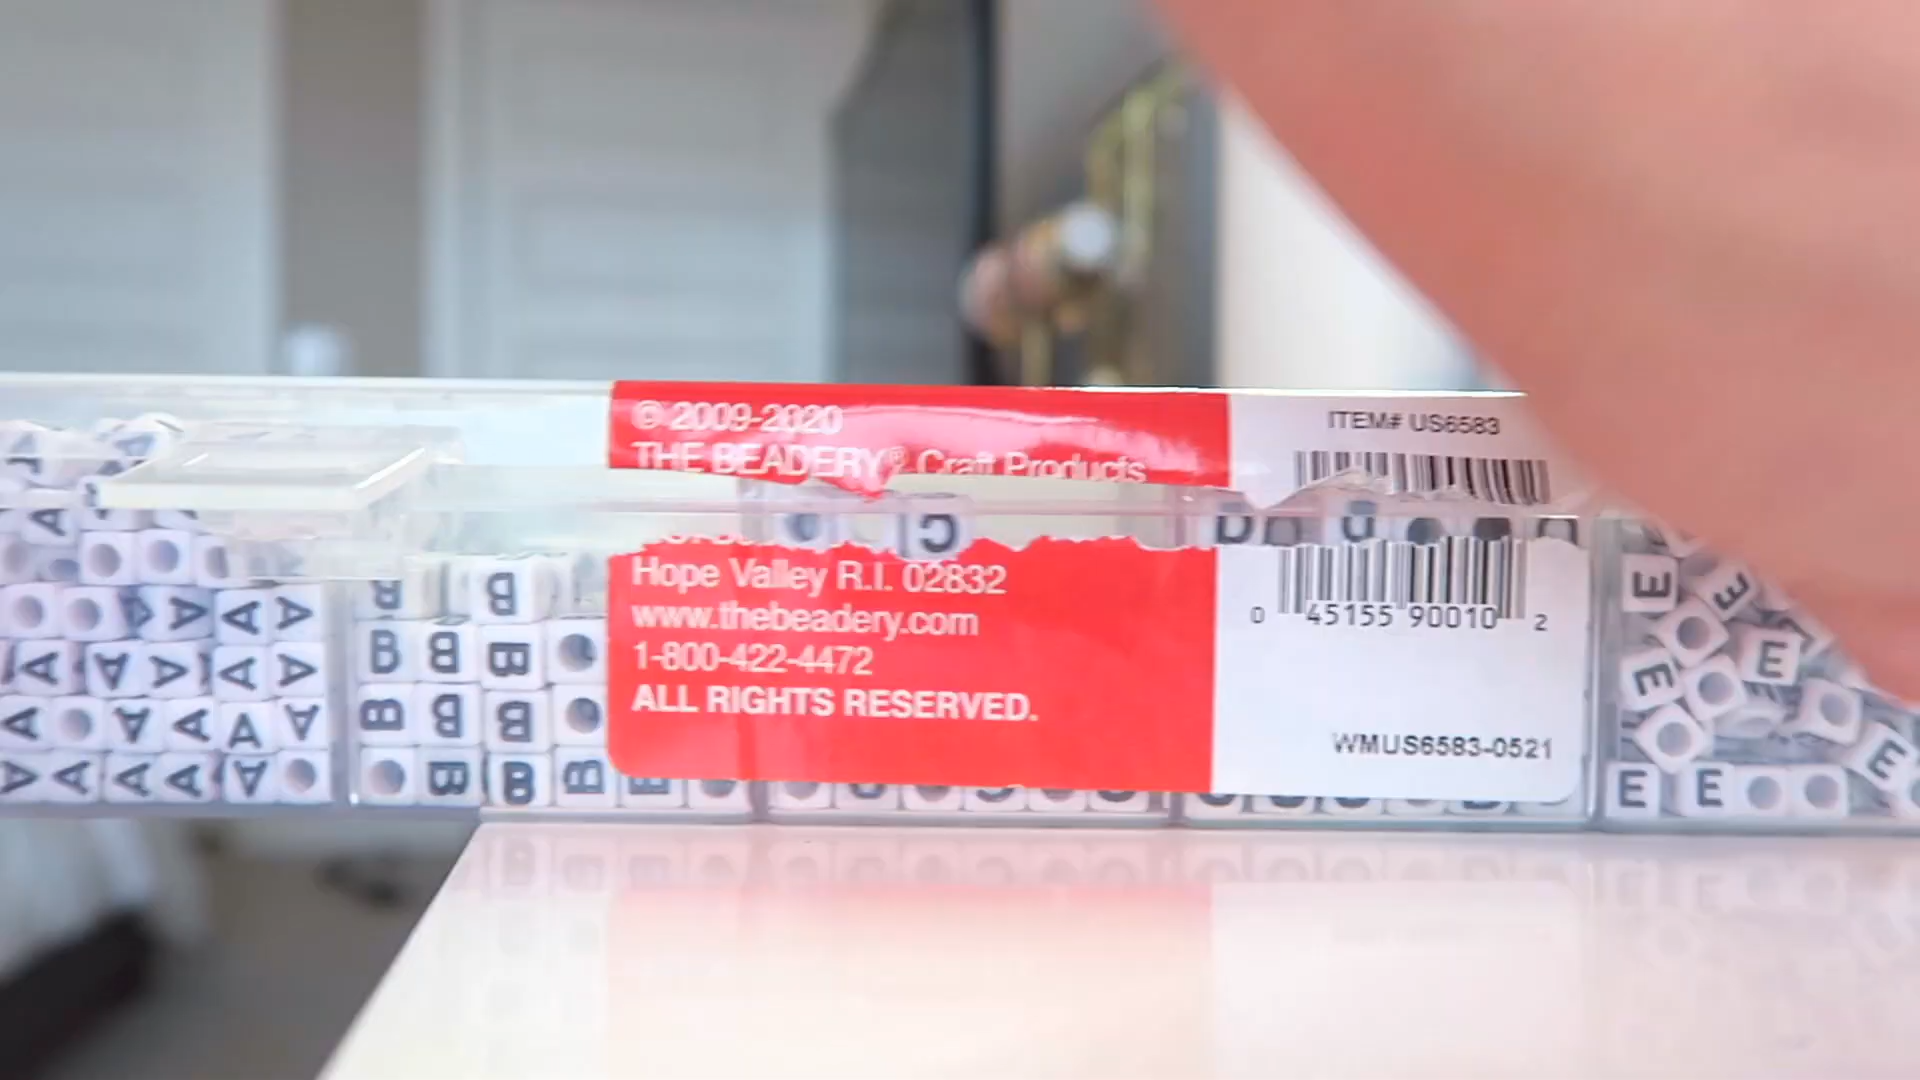 © 2009-2020
THE BEADERY® Craft Products
Hope Valley R.I. 02832
www.thebeadery.com
1-800-422-4472
ALL RIGHTS RESERVED.
ITEM# US6583
0 45155 90010 2
WMUS6583-0521
A A
A
A A A
A A A A A
A A A A A
A A A A A
B B
B B B
B B B
B B B
C
D
E E
E E
E
E E